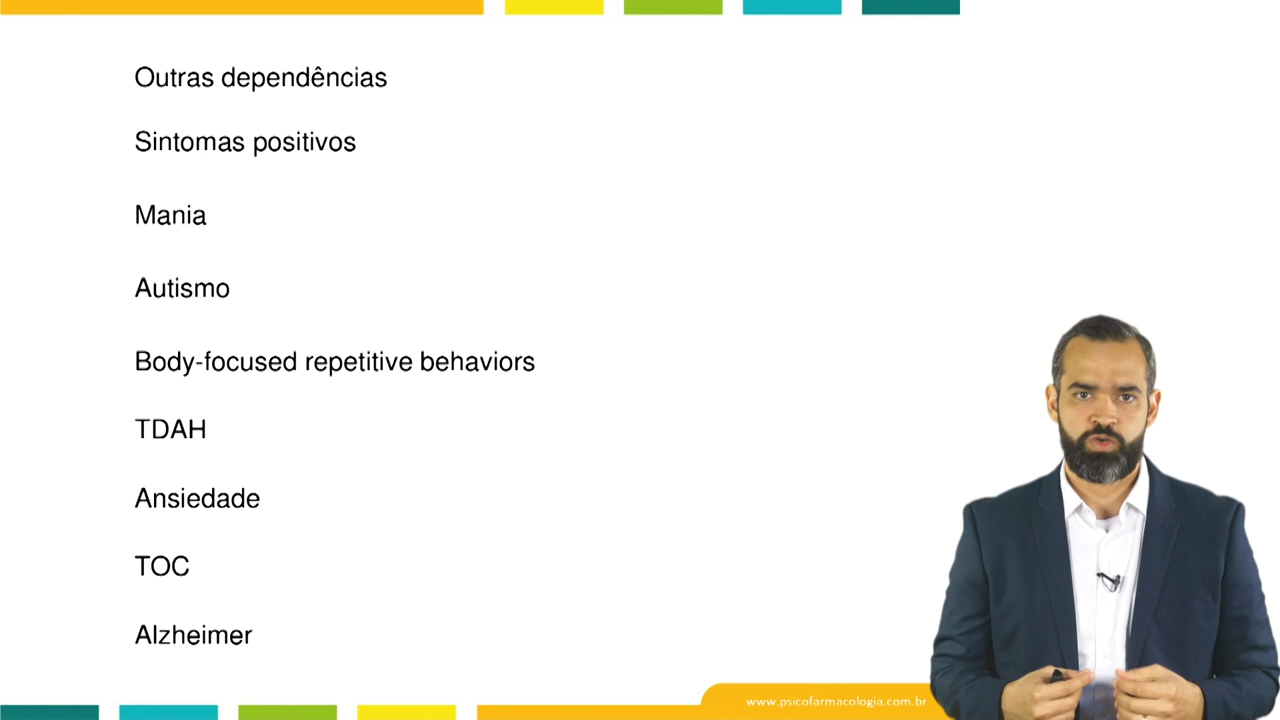 Outras dependências
Sintomas positivos
Mania
Autismo
Body-focused repetitive behaviors
TDAH
Ansiedade
TOC
Alzheimer
www.psicofarmacologia.com.br